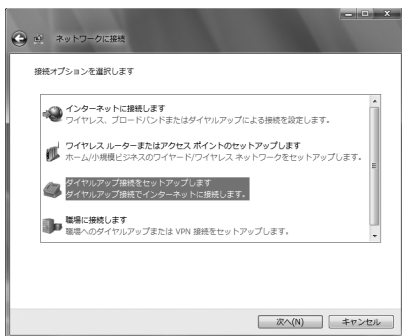 ネットワークに接続
接続オプションを選択します
インターネットに接続します
ワイヤレス、ブロードバンドまたはダイヤルアップによる接続を設定します。
ワイヤレス ルーターまたはアクセス ポイントのセットアップします
ホーム/小規模ビジネスのワイヤード/ワイヤレス ネットワークをセットアップします。
ダイヤルアップ接続をセットアップします
ダイヤルアップ接続でインターネットに接続します。
職場に接続します
職場へのダイヤルアップまたは VPN 接続をセットアップします。
次へ(N) キャンセル